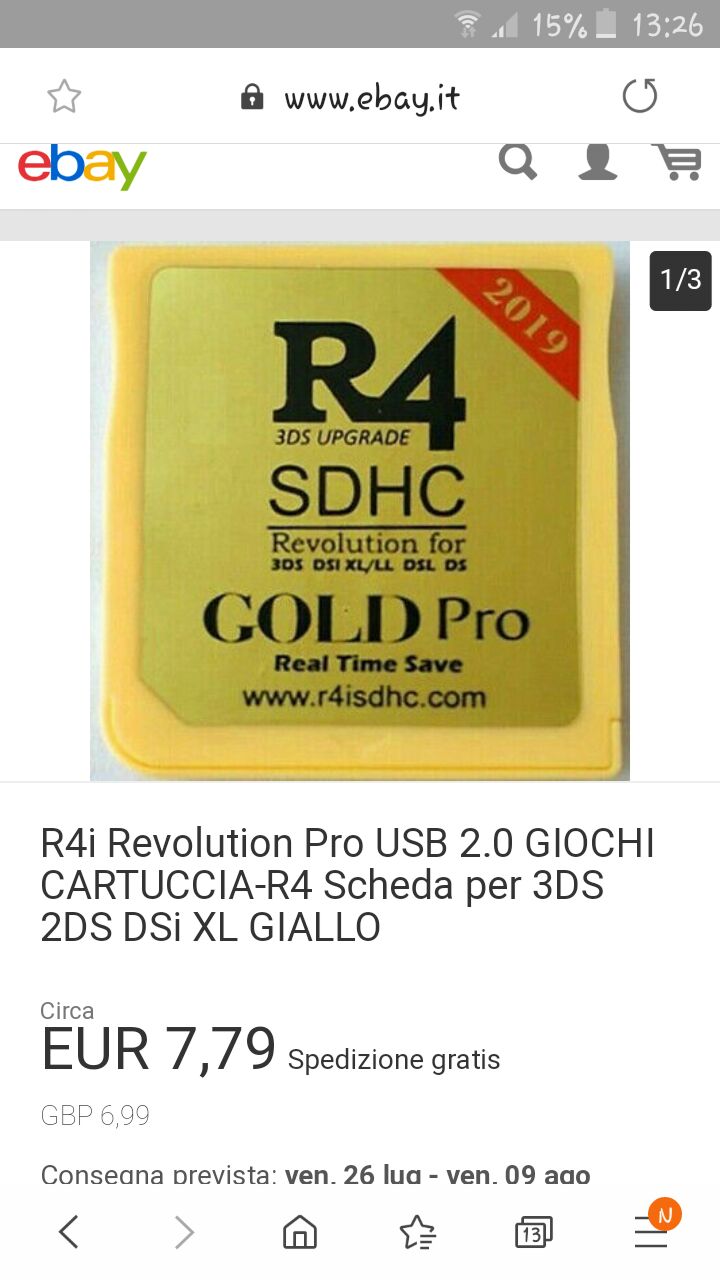 15% 13:26
www.ebay.it
ebay
1/3
2019
R4
3DS UPGRADE
SDHC
Revolution for
3DS DSI XL/LL DSL DS
GOLD Pro
Real Time Save
www.r4isdhc.com
R4i Revolution Pro USB 2.0 GIOCHI
CARTUCCIA-R4 Scheda per 3DS
2DS DSi XL GIALLO
Circa
EUR 7,79 Spedizione gratis
GBP 6,99
Consegna prevista: ven. 26 lug - ven. 09 ago
13
N